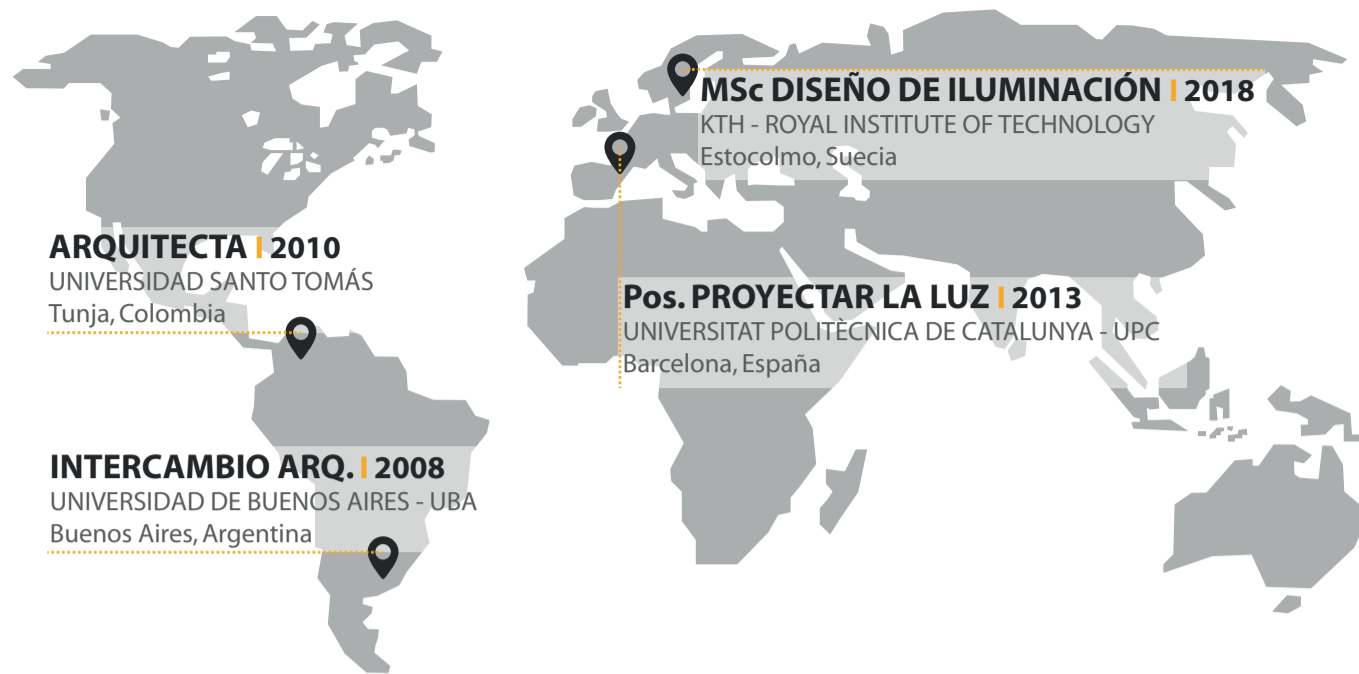 MSc DISEÑO DE ILUMINACIÓN | 2018
KTH - ROYAL INSTITUTE OF TECHNOLOGY
Estocolmo, Suecia
ARQUITECTA | 2010
UNIVERSIDAD SANTO TOMÁS
Tunja, Colombia
Pos. PROYECTAR LA LUZ | 2013
UNIVERSITAT POLITÈCNICA DE CATALUNYA - UPC
Barcelona, España
INTERCAMBIO ARQ. | 2008
UNIVERSIDAD DE BUENOS AIRES - UBA
Buenos Aires, Argentina